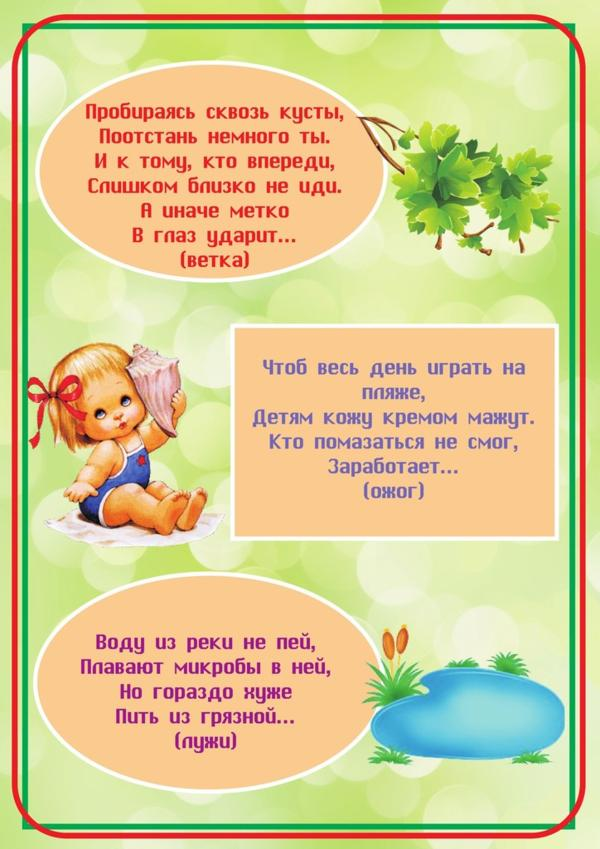 Пробираясь сквозь кусты,
Поотстань немного ты.
И к тому, кто впереди,
Слишком близко не иди.
А иначе метко
В глаз ударит...
(ветка)
Чтоб весь день играть на
пляже,
Детям кожу кремом мажут.
Кто помазаться не смог,
Заработает...
(ожог)
Воду из реки не пей,
Плавают микробы в ней,
Но гораздо хуже
Пить из грязной...
(лужи)